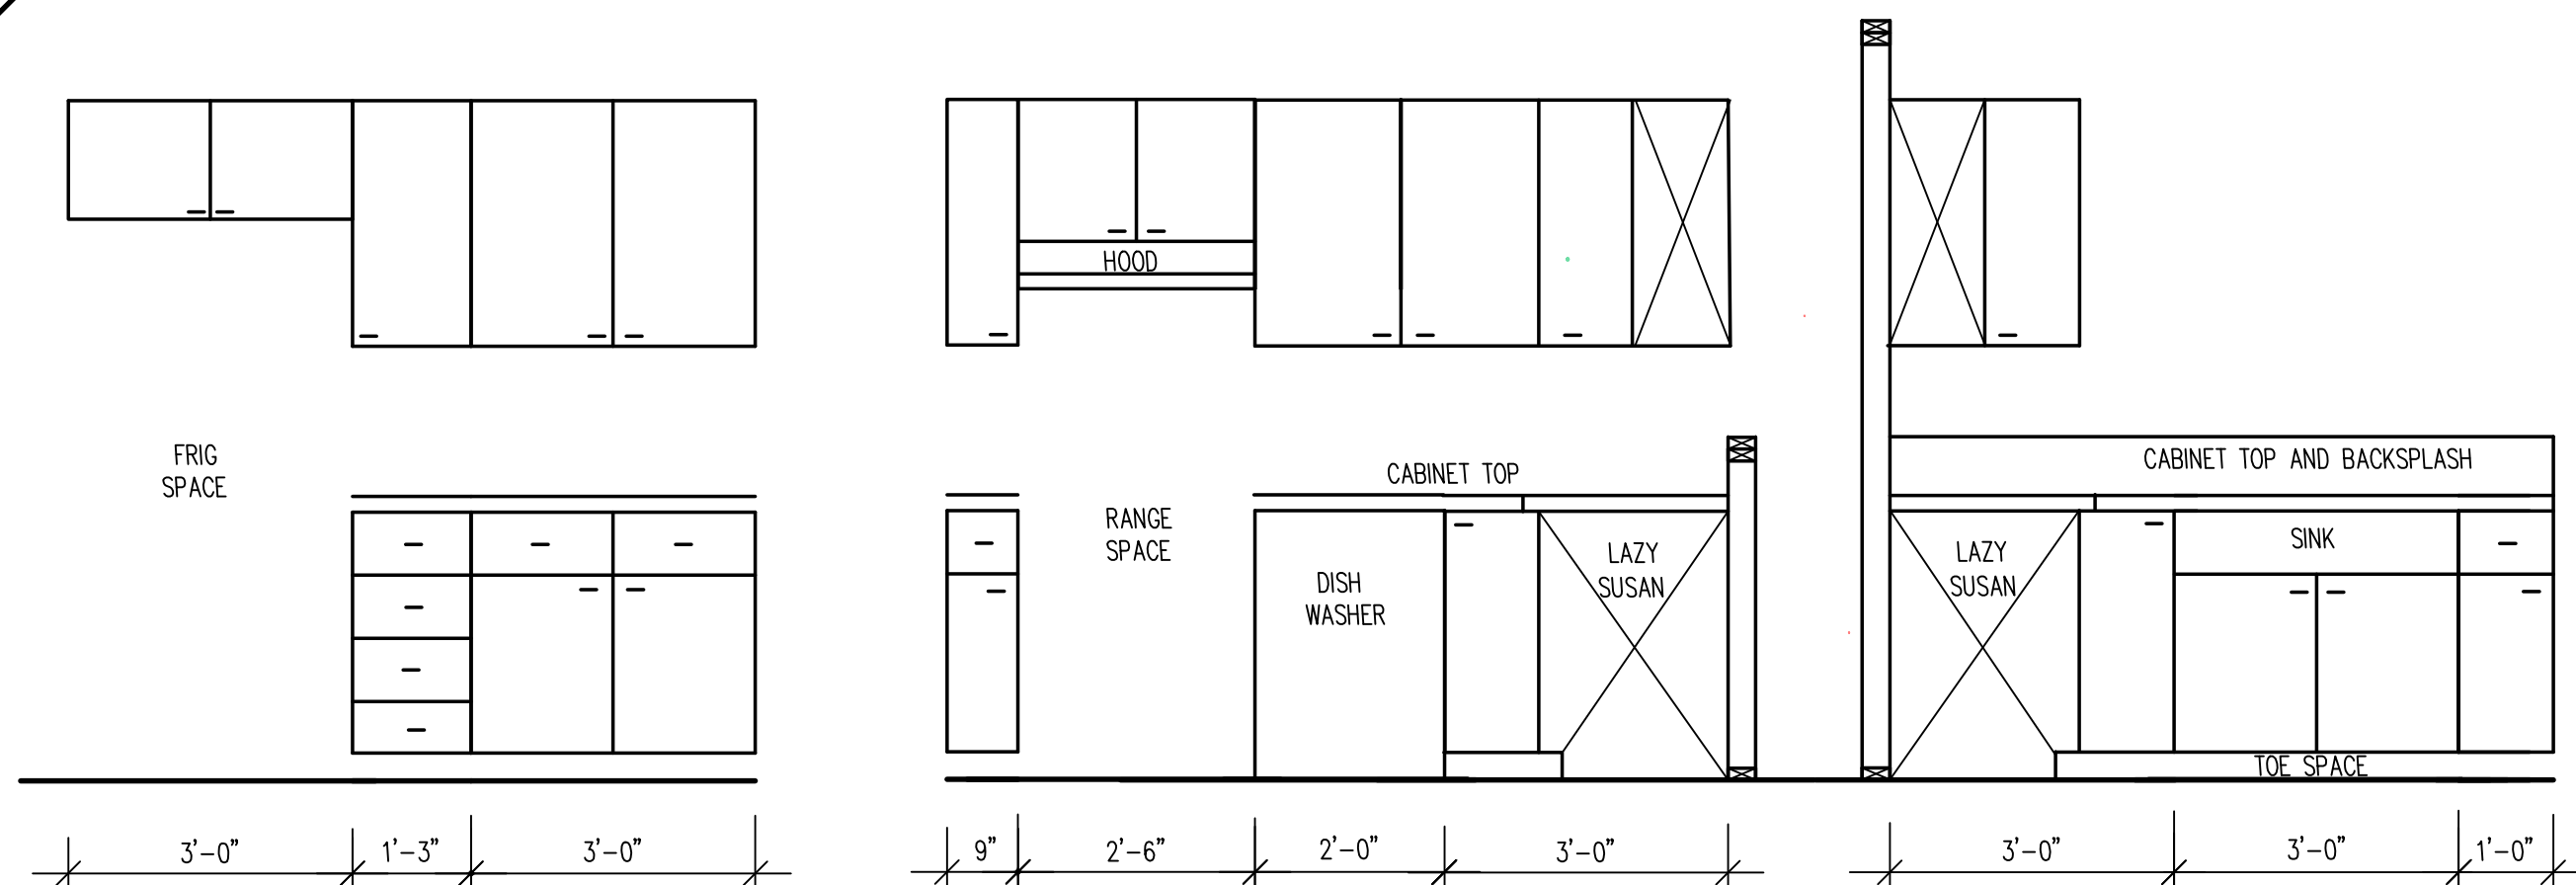 FRIG
SPACE
HOOD
RANGE
SPACE
CABINET TOP
DISH
WASHER
LAZY
SUSAN
CABINET TOP AND BACKSPLASH
LAZY
SUSAN
SINK
TOE SPACE
3'-0"
1'-3"
3'-0"
9"
2'-6"
2'-0"
3'-0"
3'-0"
3'-0"
1'-0"